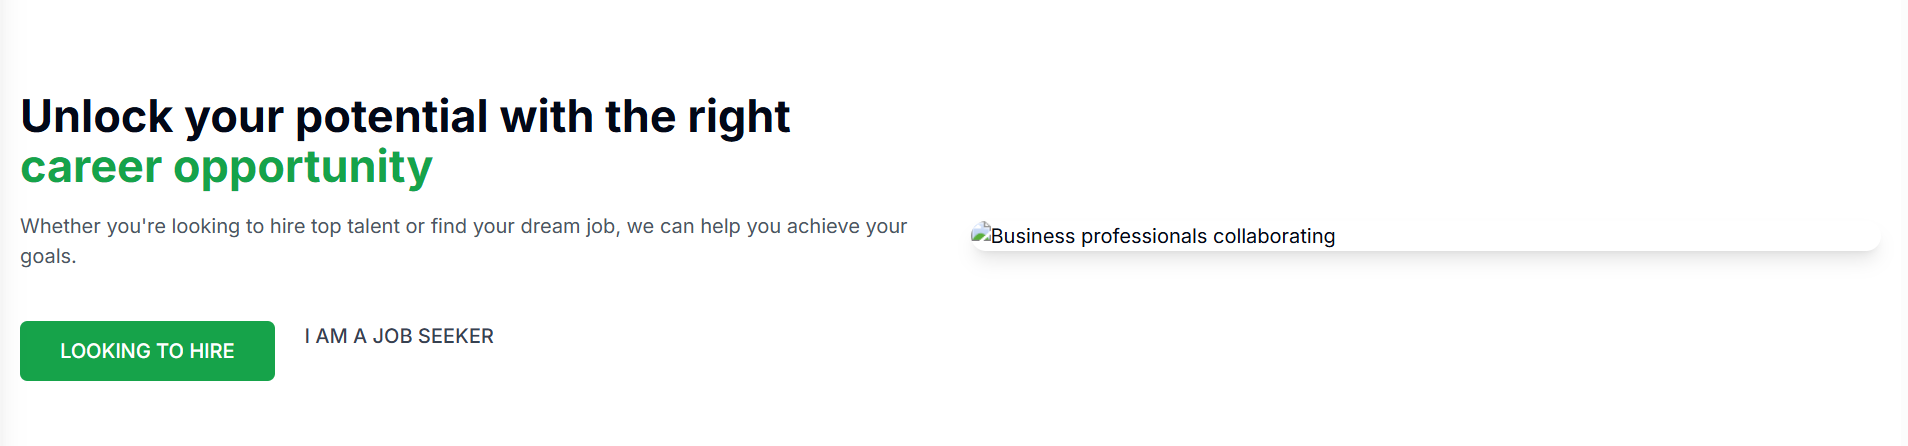 Unlock your potential with the right
career opportunity
Whether you're looking to hire top talent or find your dream job, we can help you achieve your
goals.
LOOKING TO HIRE
I AM A JOB SEEKER
Business professionals collaborating